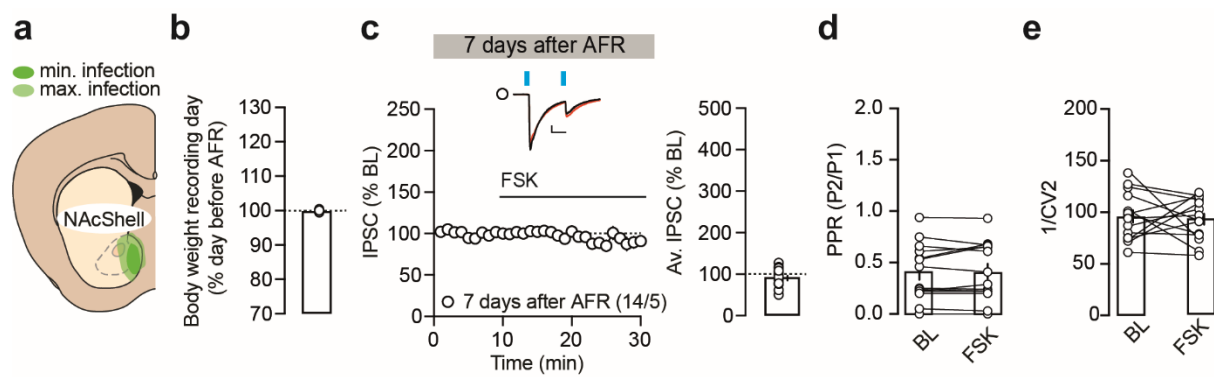 a
min. infection
max. infection
NAcShell
b
Body weight recording day
(% day before AFR)
130
120
110
100
90
80
70
c
7 days after AFR
IPSC (% BL)
250
200
150
100
50
0
FSK
7 days after AFR (14/5)
0
10
20
30
Time (min)
Av. IPSC (% BL)
500
400
300
200
100
0
d
PPR (P2/P1)
2.0
1.5
1.0
0.5
0.0
BL
FSK
e
1/CV2
200
150
100
50
0
BL
FSK